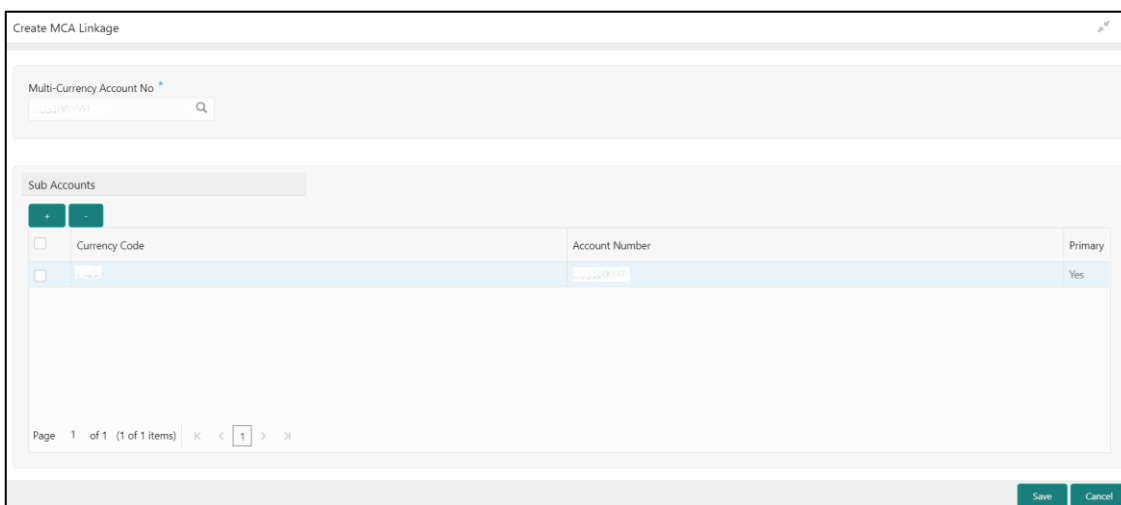 Create MCA Linkage
Multi-Currency Account No *
Sub Accounts
+ -
Currency Code Account Number Primary
Yes
Page 1 of 1 (1 of 1 items) K < 1 > X
Save Cancel